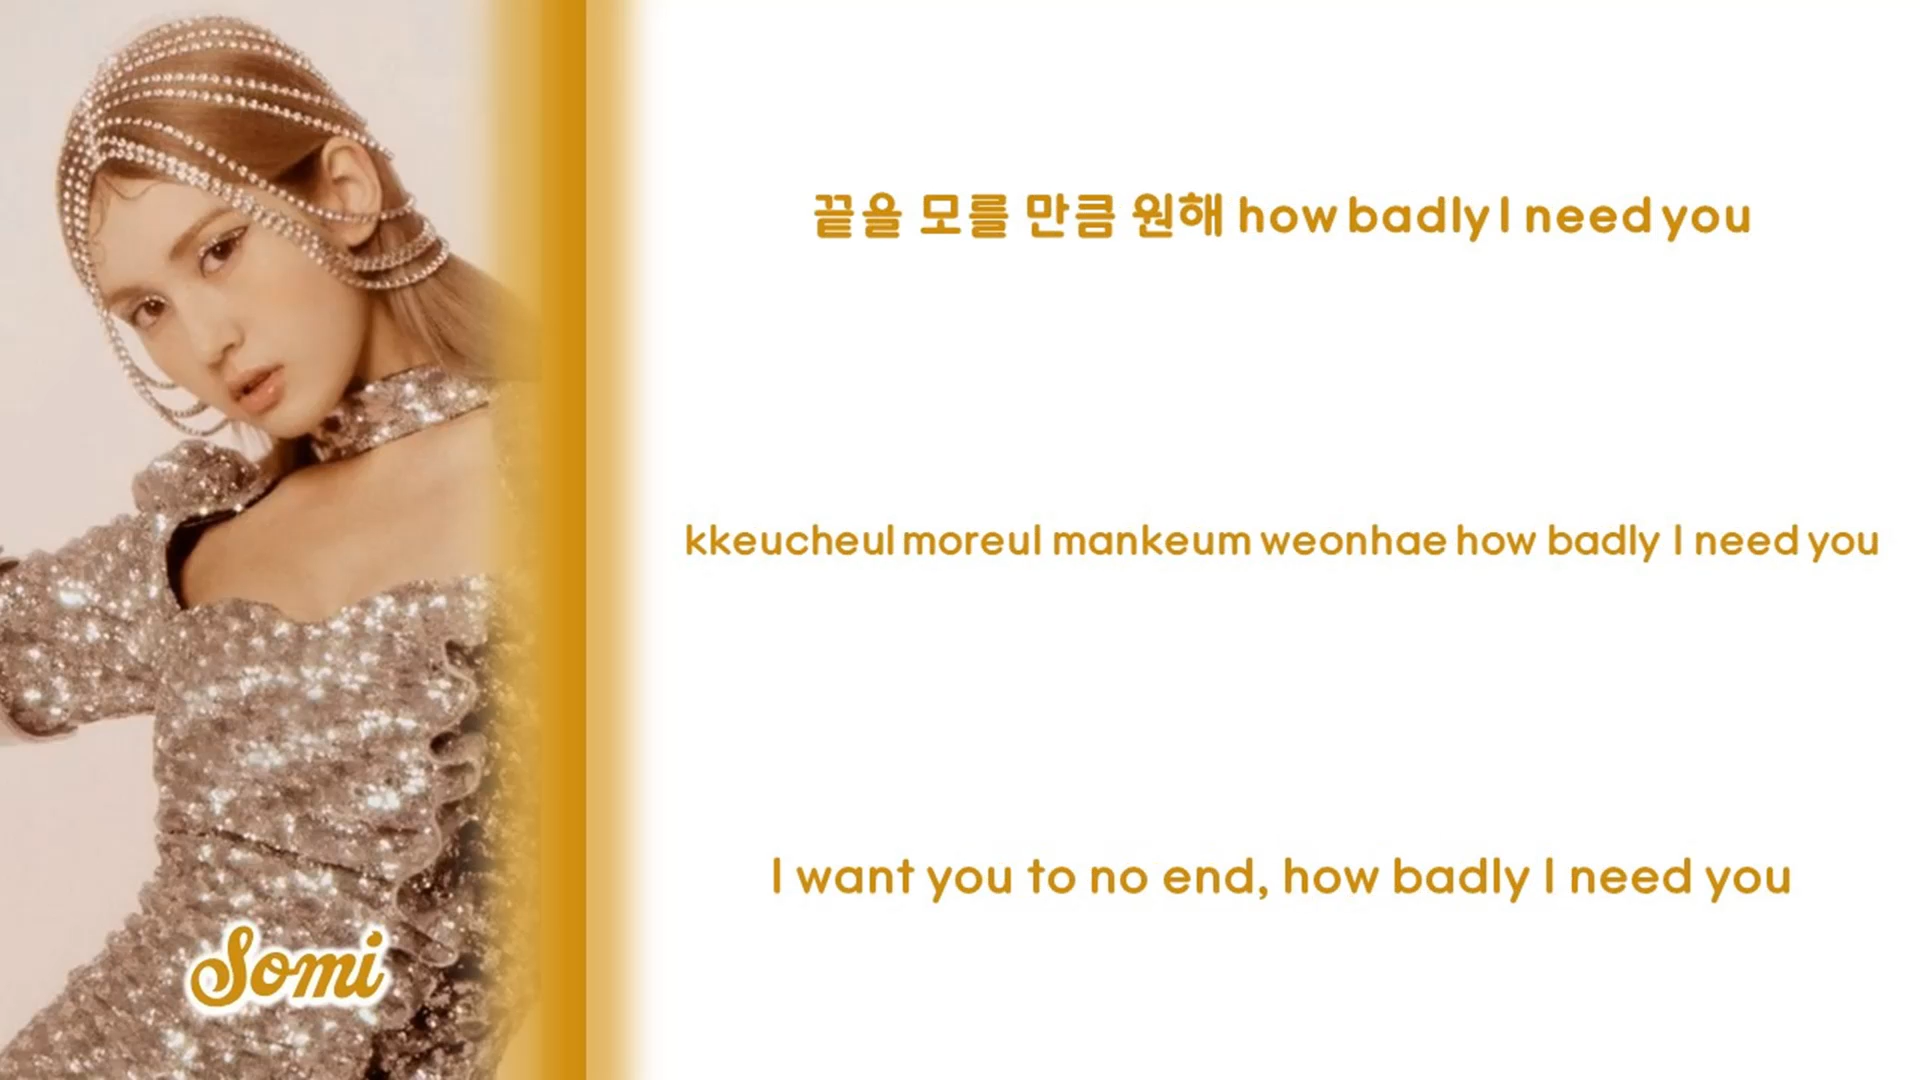 끝을 모를 만큼 원해 how badly I need you
kkeucheul moreul mankeum weonhae how badly I need you
I want you to no end, how badly I need you
Somi